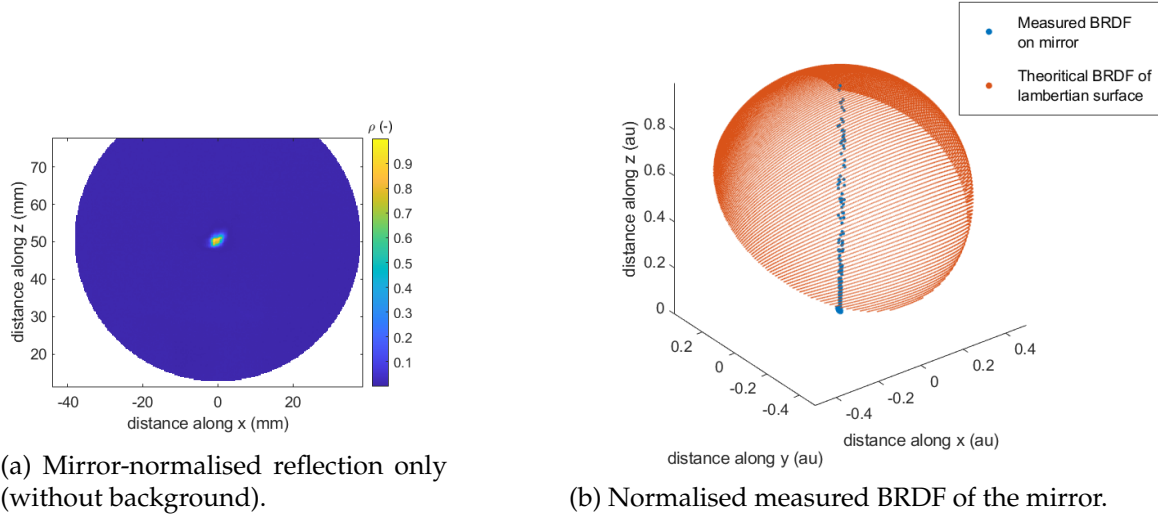 ρ (-)
70
60
50
40
30
20
distance along z (mm)
-40
-20
0
20
distance along x (mm)
0.9
0.8
0.7
0.6
0.5
0.4
0.3
0.2
0.1
(a) Mirror-normalised reflection only
(without background).
Measured BRDF
on mirror
Theoritical BRDF of
lambertian surface
0.8
0.6
0.4
0.2
0
distance along z (au)
0.2
0
-0.2
-0.4
distance along y (au)
-0.4
-0.2
0
0.2
0.4
distance along x (au)
(b) Normalised measured BRDF of the mirror.